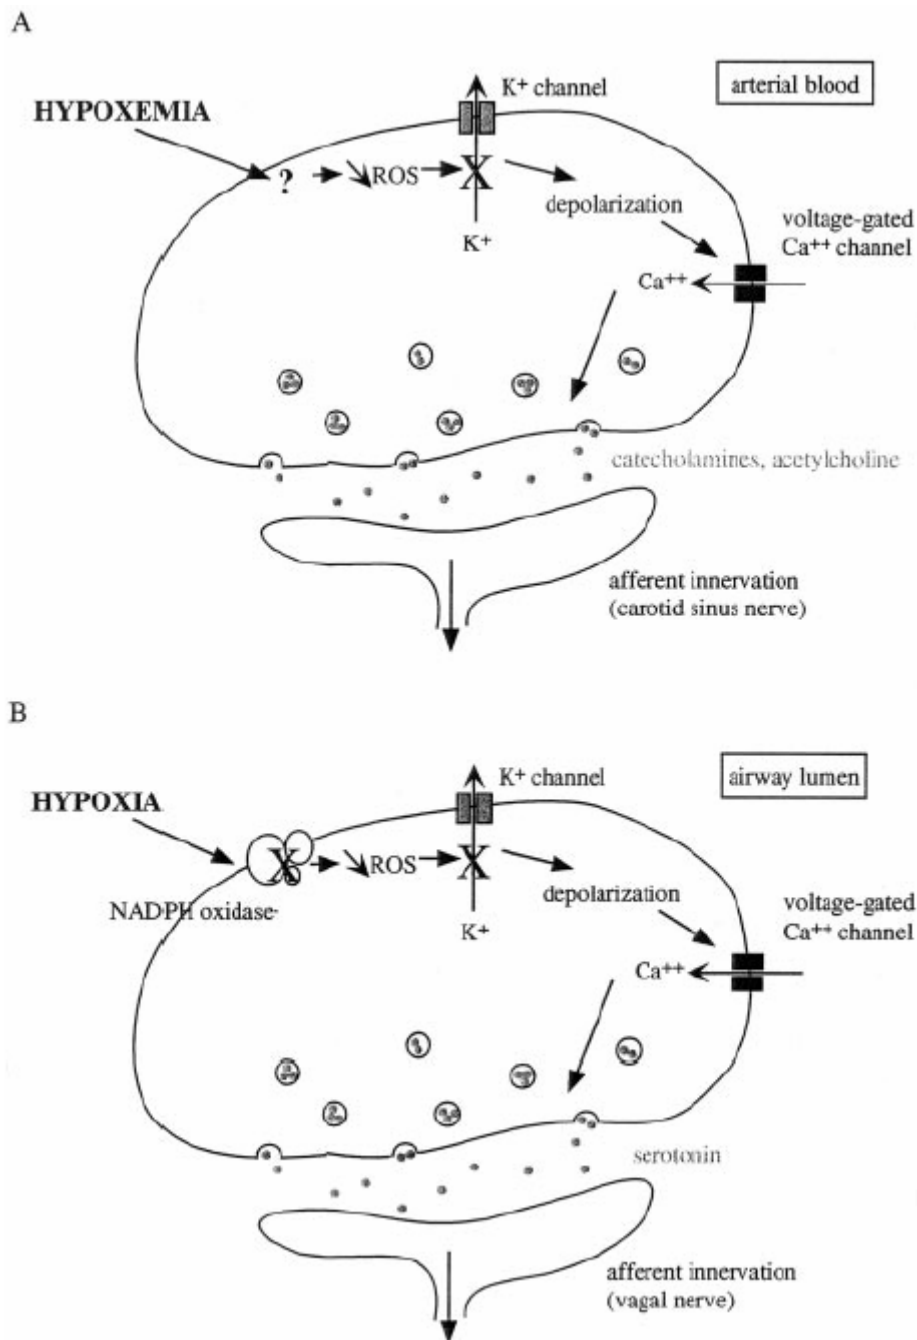 A
K+ channel
arterial blood
HYPOXEMIA
? ROS X
depolarization
K+
voltage-gated
Ca++ channel
Ca++
catecholamines, acetylcholine
afferent innervation
(carotid sinus nerve)
B
K+ channel
airway lumen
HYPOXIA
X ROS X
NADPH oxidase
depolarization
K+
voltage-gated
Ca++ channel
Ca++
serotonin
afferent innervation
(vagal nerve)